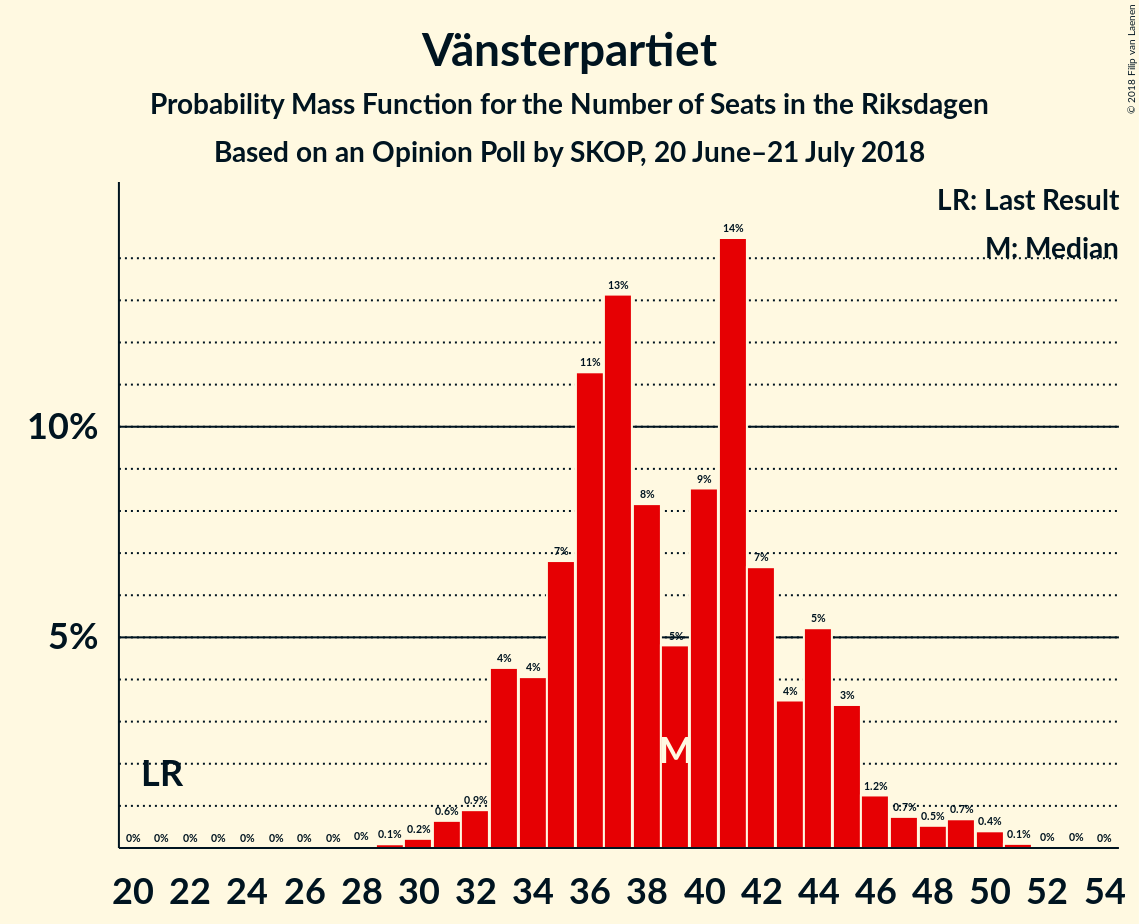 Vänsterpartiet
Probability Mass Function for the Number of Seats in the Riksdagen
Based on an Opinion Poll by SKOP, 20 June–21 July 2018
© 2018 Filip van Laenen
LR: Last Result
M: Median
10%
5%
0% 0% 0% 0% 0% 0% 0% 0% 0% 0.1% 0.2% 0.6% 0.9% 4% 4% 7% 11% 13% 8% 5% 9% 14% 7% 4% 5% 3% 1.2% 0.7% 0.5% 0.7% 0.4% 0.1% 0% 0% 0%
LR
M
20 22 24 26 28 30 32 34 36 38 40 42 44 46 48 50 52 54